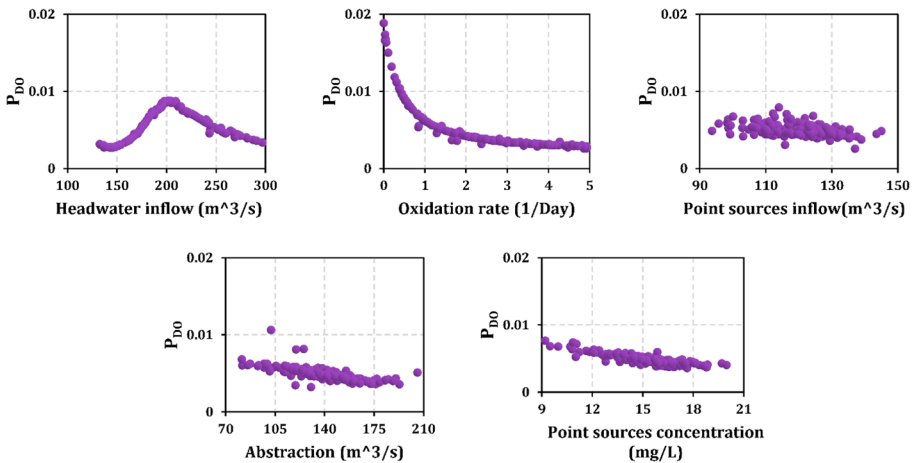 0.02
0.01
0
P_DO
100 150 200 250 300
Headwater inflow (m^3/s)
0.02
0.01
0
P_DO
0 1 2 3 4 5
Oxidation rate (1/Day)
0.02
0.01
0
P_DO
90 110 130 150
Point sources inflow(m^3/s)
0.02
0.01
0
P_DO
70 105 140 175 210
Abstraction (m^3/s)
0.02
0.01
0
P_DO
9 12 15 18 21
Point sources concentration
(mg/L)